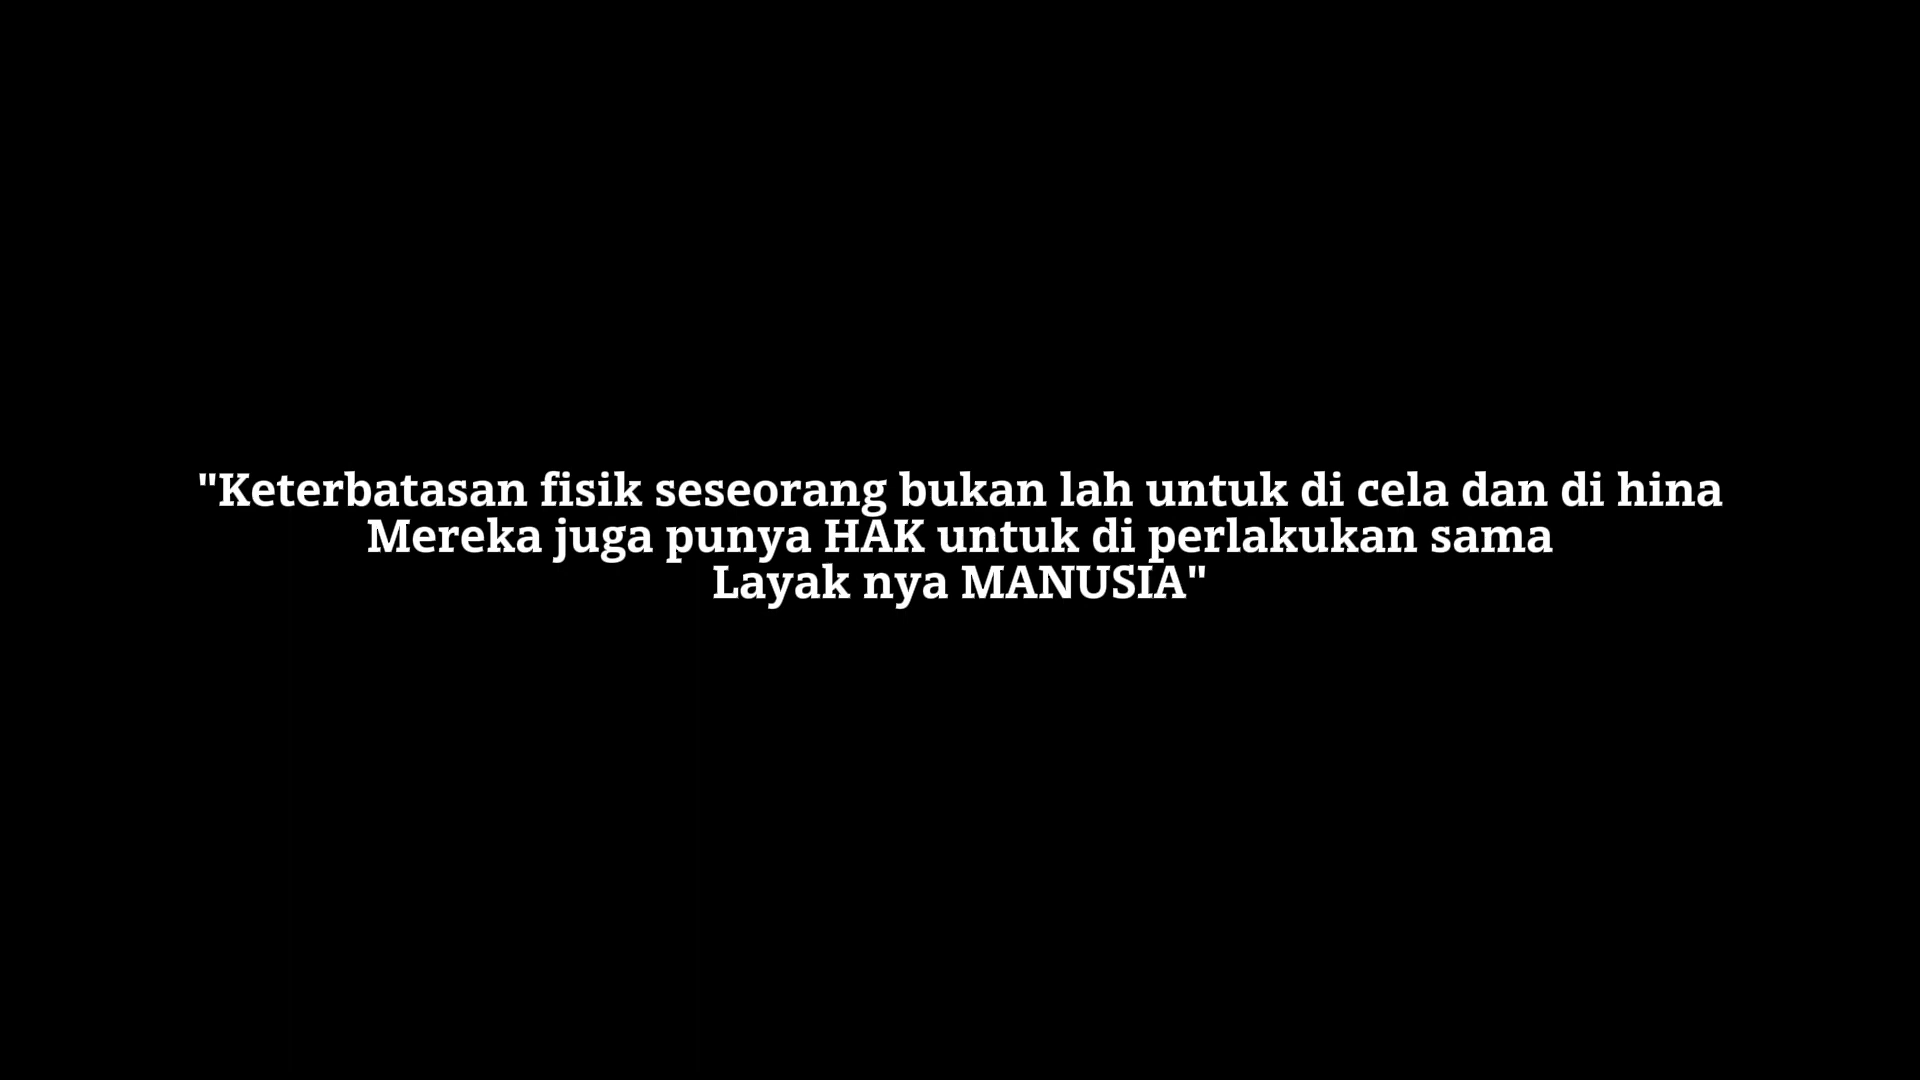 "Keterbatasan fisik seseorang bukan lah untuk di cela dan di hina
Mereka juga punya HAK untuk di perlakukan sama
Layak nya MANUSIA"